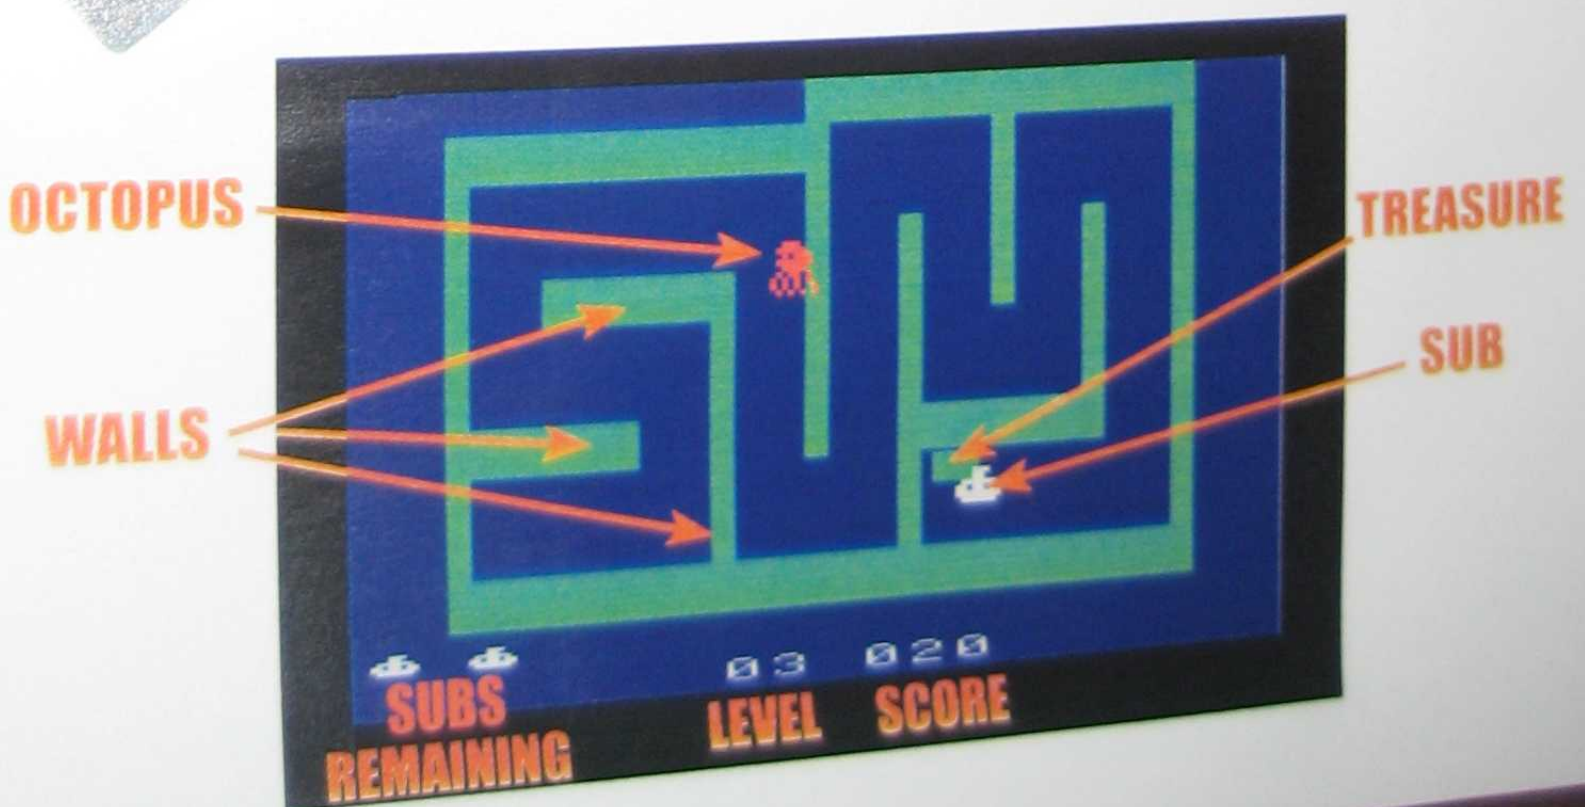 OCTOPUS
TREASURE
SUB
WALLS
03 020
SUBS
REMAINING
LEVEL
SCORE